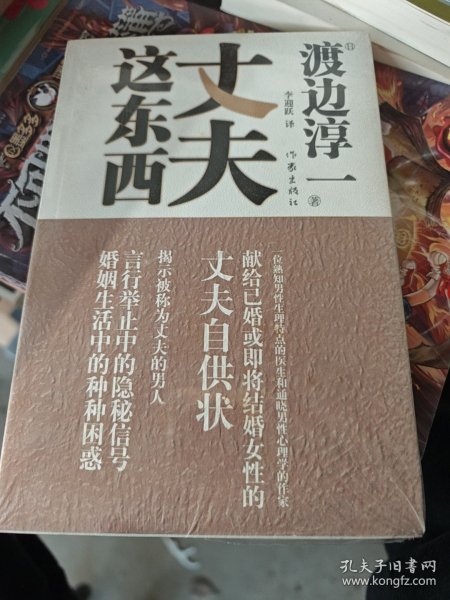 丈夫
这东西
[日]
渡边淳一
著
李迎跃 译
作家出版社
一位熟知男性生理特点的医生和通晓男性心理学的作家
献给已婚或即将结婚女性的
丈夫自供状
揭示被称为丈夫的男人
言行举止中的隐秘信号
婚姻生活中的种种困惑
孔夫子旧书网
www.kongfz.com